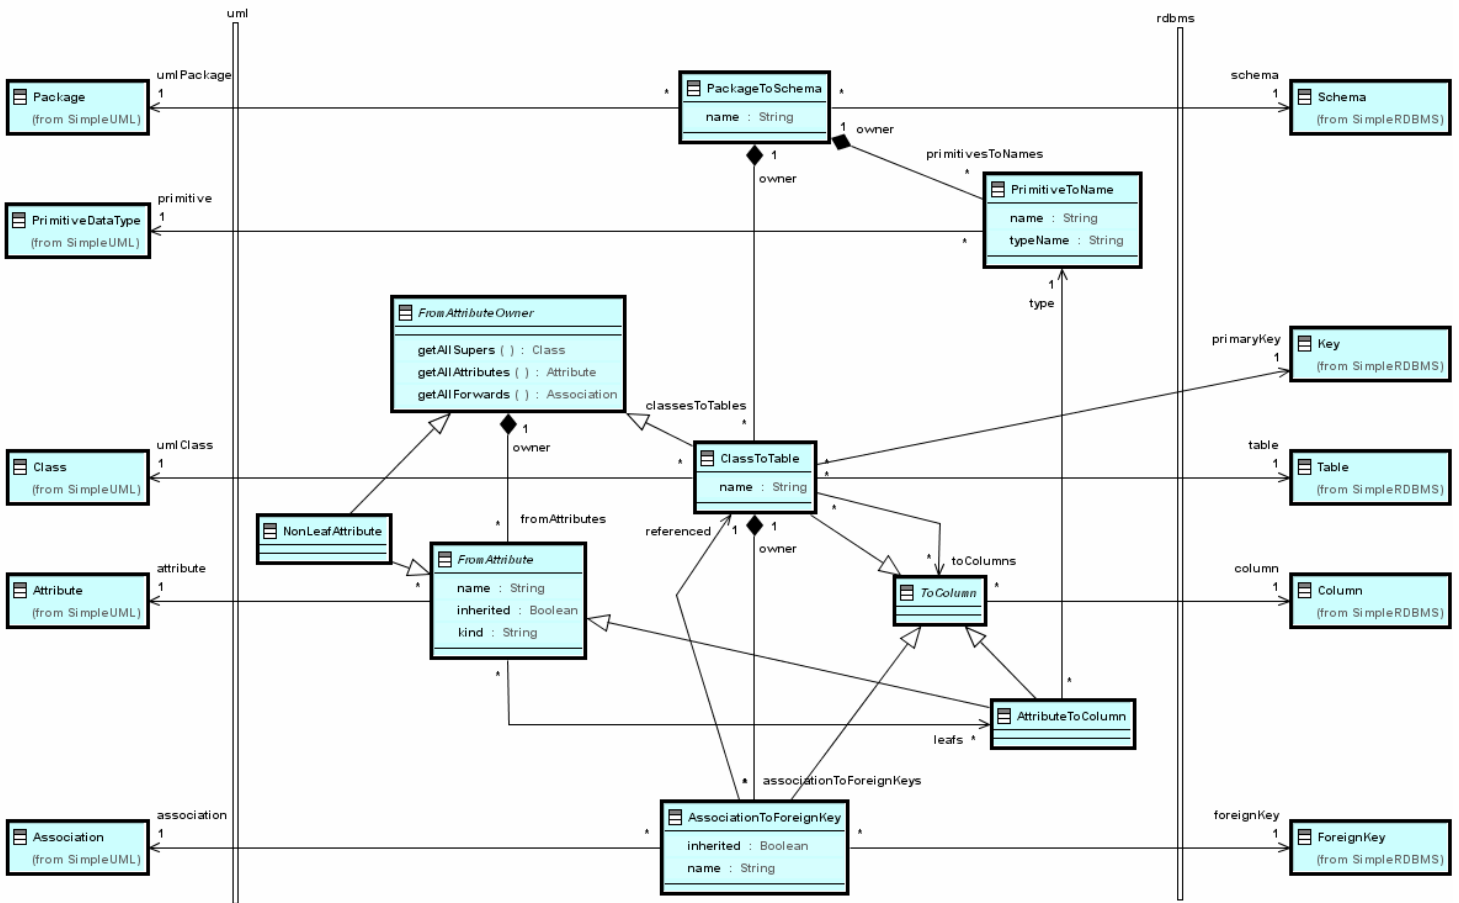 uml
rdbms
umlPackage
1
Package
(from SimpleUML)
*
PackageToSchema
name : String
*
schema
1
Schema
(from SimpleRDBMS)
1 owner
1
owner
primitivesToNames
*
primitive
1
PrimitiveDataType
(from SimpleUML)
PrimitiveToName
name : String
typeName : String
*
1
type
FromAttributeOwner
getAllSupers ( ) : Class
getAllAttributes ( ) : Attribute
getAllForwards ( ) : Association
primaryKey
1
Key
(from SimpleRDBMS)
classesToTables
*
1
owner
umlClass
1
Class
(from SimpleUML)
*
ClassToTable
name : String
*
*
*
table
1
Table
(from SimpleRDBMS)
NonLeafAttribute
*
fromAttributes
referenced
1
1
owner
*
toColumns
attribute
1
Attribute
(from SimpleUML)
*
FromAttribute
name : String
inherited : Boolean
kind : String
ToColumn
*
column
1
Column
(from SimpleRDBMS)
*
*
AttributeToColumn
leafs *
* associationToForeignKeys
association
1
Association
(from SimpleUML)
*
AssociationToForeignKey
inherited : Boolean
name : String
*
foreignKey
1
ForeignKey
(from SimpleRDBMS)